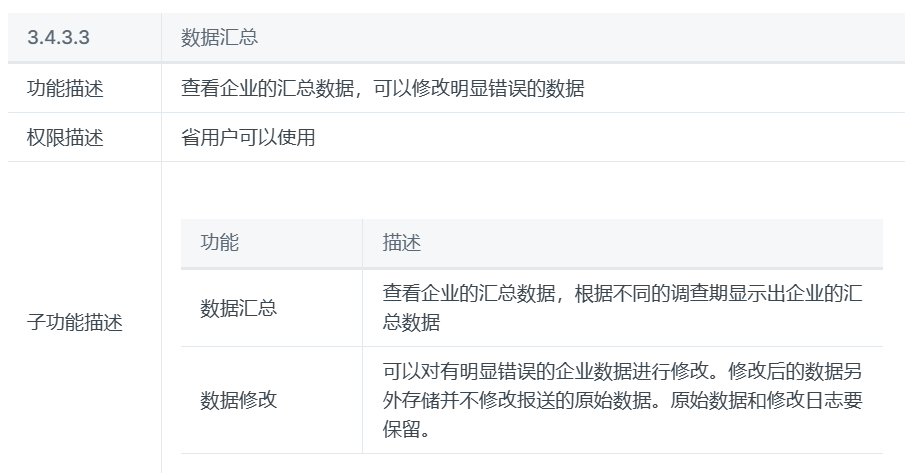 3.4.3.3 数据汇总
功能描述 查看企业的汇总数据，可以修改明显错误的数据
权限描述 省用户可以使用
子功能描述
功能 描述
数据汇总
查看企业的汇总数据，根据不同的调查期显示出企业的汇
总数据
数据修改
可以对有明显错误的企业数据进行修改。修改后的数据另
外存储并不修改报送的原始数据。原始数据和修改日志要
保留。